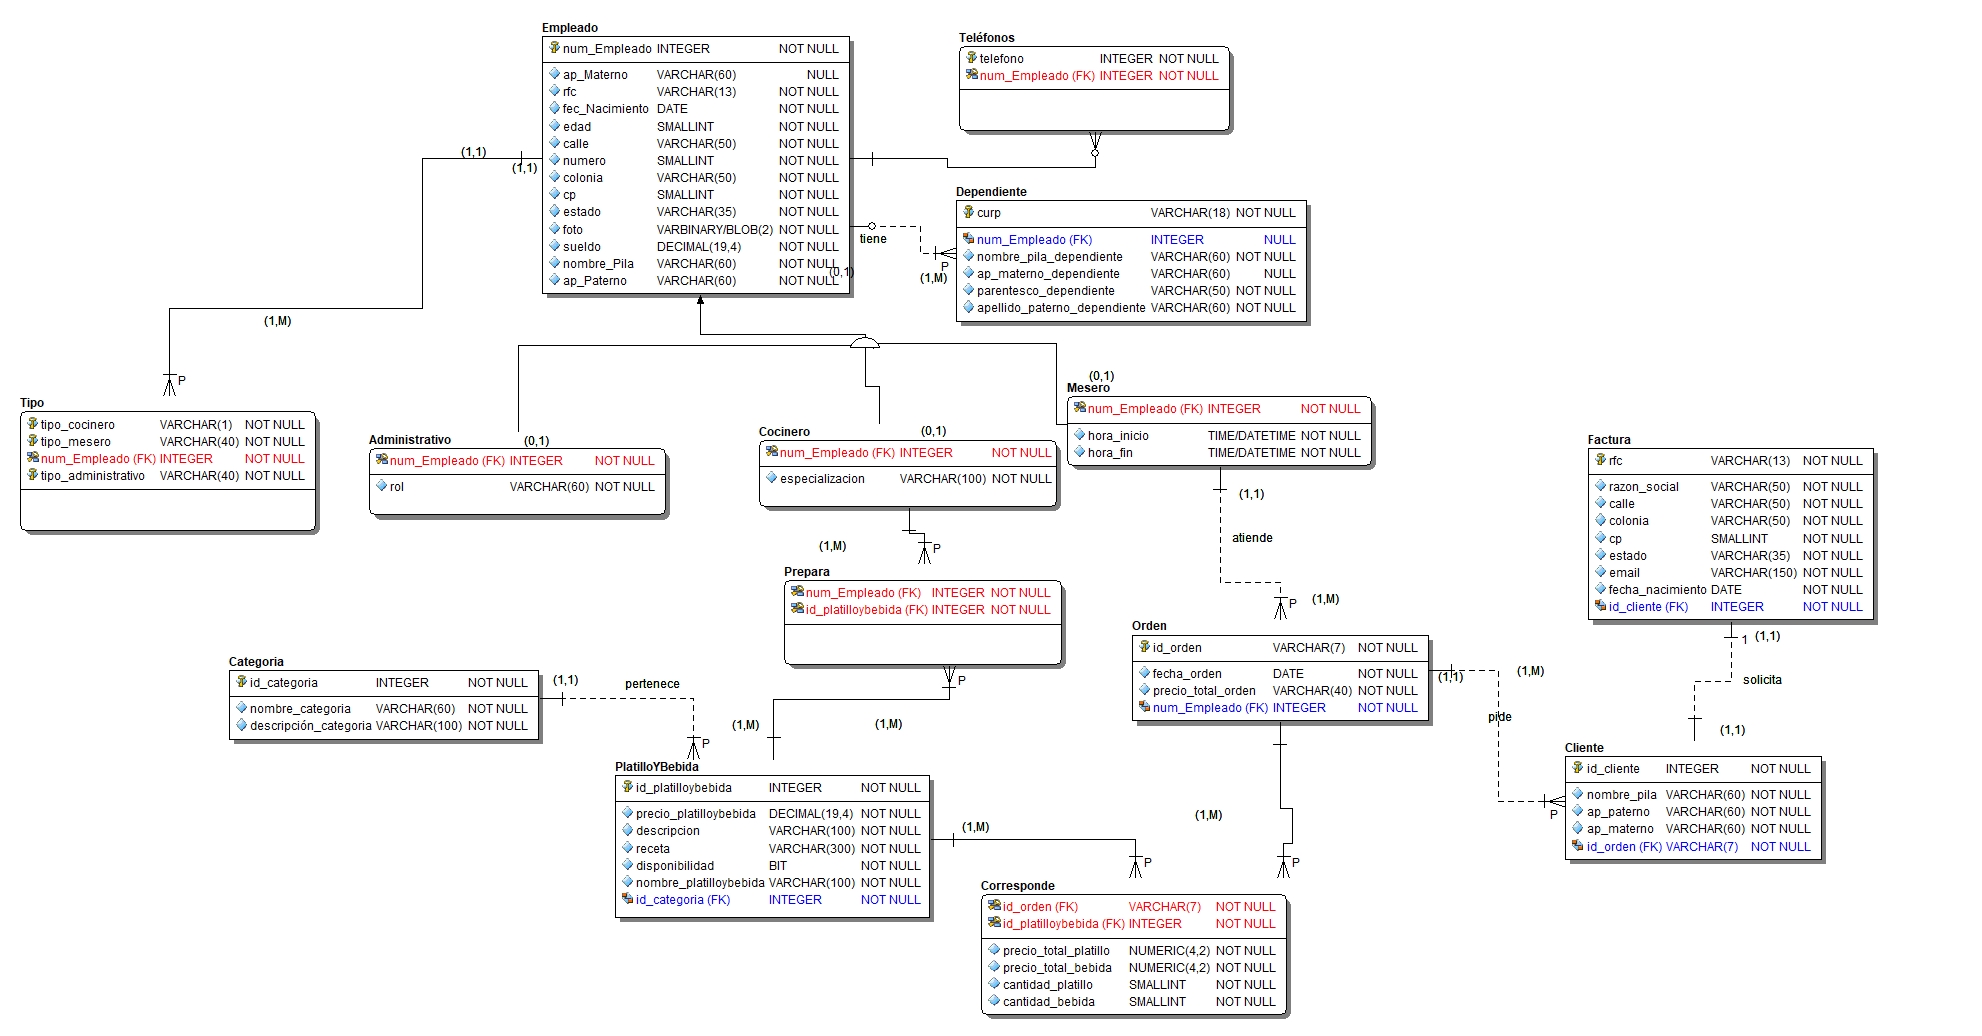 Empleado
num_Empleado INTEGER NOT NULL
ap_Materno VARCHAR(60) NULL
rfc VARCHAR(13) NOT NULL
fec_Nacimiento DATE NOT NULL
edad SMALLINT NOT NULL
calle VARCHAR(50) NOT NULL
numero SMALLINT NOT NULL
colonia VARCHAR(50) NOT NULL
cp SMALLINT NOT NULL
estado VARCHAR(35) NOT NULL
foto VARBINARY/BLOB(2) NOT NULL
sueldo DECIMAL(19,4) NOT NULL
nombre_Pila VARCHAR(60) NOT NULL
ap_Paterno VARCHAR(60) NOT NULL
(0,1)
Teléfonos
telefono INTEGER NOT NULL
num_Empleado (FK) INTEGER NOT NULL
(1,1)
(1,1)
(1,M)
P
tiene
P
(1,M)
Dependiente
curp VARCHAR(18) NOT NULL
num_Empleado (FK) INTEGER NULL
nombre_pila_dependiente VARCHAR(60) NOT NULL
ap_materno_dependiente VARCHAR(60) NULL
parentesco_dependiente VARCHAR(50) NOT NULL
apellido_paterno_dependiente VARCHAR(60) NOT NULL
Tipo
tipo_cocinero VARCHAR(1) NOT NULL
tipo_mesero VARCHAR(40) NOT NULL
num_Empleado (FK) INTEGER NOT NULL
tipo_administrativo VARCHAR(40) NOT NULL
Administrativo
(0,1)
num_Empleado (FK) INTEGER NOT NULL
rol VARCHAR(60) NOT NULL
Cocinero
(0,1)
num_Empleado (FK) INTEGER NOT NULL
especializacion VARCHAR(100) NOT NULL
(0,1)
Mesero
num_Empleado (FK) INTEGER NOT NULL
hora_inicio TIME/DATETIME NOT NULL
hora_fin TIME/DATETIME NOT NULL
(1,1)
atiende
P
(1,M)
Factura
rfc VARCHAR(13) NOT NULL
razon_social VARCHAR(50) NOT NULL
calle VARCHAR(50) NOT NULL
colonia VARCHAR(50) NOT NULL
cp SMALLINT NOT NULL
estado VARCHAR(35) NOT NULL
email VARCHAR(150) NOT NULL
fecha_nacimiento DATE NOT NULL
id_cliente (FK) INTEGER NOT NULL
1 (1,1)
solicita
(1,1)
(1,M)
P
Prepara
num_Empleado (FK) INTEGER NOT NULL
id_platilloybebida (FK) INTEGER NOT NULL
P
(1,M)
(1,M)
Orden
id_orden VARCHAR(7) NOT NULL
fecha_orden DATE NOT NULL
precio_total_orden VARCHAR(40) NOT NULL
num_Empleado (FK) INTEGER NOT NULL
(1,1)
(1,M)
pide
P
Categoria
id_categoria INTEGER NOT NULL
nombre_categoria VARCHAR(60) NOT NULL
descripción_categoria VARCHAR(100) NOT NULL
(1,1)
pertenece
P
PlatilloYBebida
id_platilloybebida INTEGER NOT NULL
precio_platilloybebida DECIMAL(19,4) NOT NULL
descripcion VARCHAR(100) NOT NULL
receta VARCHAR(300) NOT NULL
disponibilidad BIT NOT NULL
nombre_platilloybebida VARCHAR(100) NOT NULL
id_categoria (FK) INTEGER NOT NULL
Cliente
id_cliente INTEGER NOT NULL
nombre_pila VARCHAR(60) NOT NULL
ap_paterno VARCHAR(60) NOT NULL
ap_materno VARCHAR(60) NOT NULL
id_orden (FK) VARCHAR(7) NOT NULL
(1,M)
P
(1,M)
P
Corresponde
id_orden (FK) VARCHAR(7) NOT NULL
id_platilloybebida (FK) INTEGER NOT NULL
precio_total_platillo NUMERIC(4,2) NOT NULL
precio_total_bebida NUMERIC(4,2) NOT NULL
cantidad_platillo SMALLINT NOT NULL
cantidad_bebida SMALLINT NOT NULL